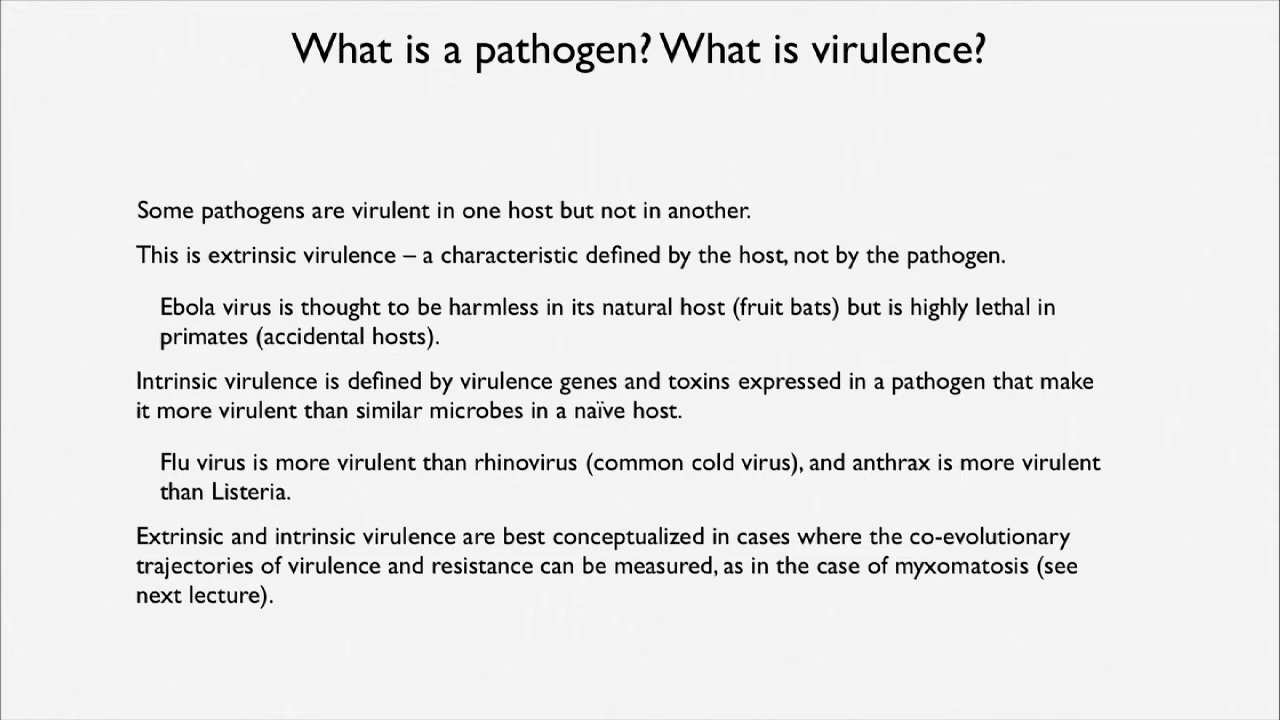 What is a pathogen? What is virulence?
Some pathogens are virulent in one host but not in another.
This is extrinsic virulence – a characteristic defined by the host, not by the pathogen.
Ebola virus is thought to be harmless in its natural host (fruit bats) but is highly lethal in
primates (accidental hosts).
Intrinsic virulence is defined by virulence genes and toxins expressed in a pathogen that make
it more virulent than similar microbes in a naïve host.
Flu virus is more virulent than rhinovirus (common cold virus), and anthrax is more virulent
than Listeria.
Extrinsic and intrinsic virulence are best conceptualized in cases where the co-evolutionary
trajectories of virulence and resistance can be measured, as in the case of myxomatosis (see
next lecture).